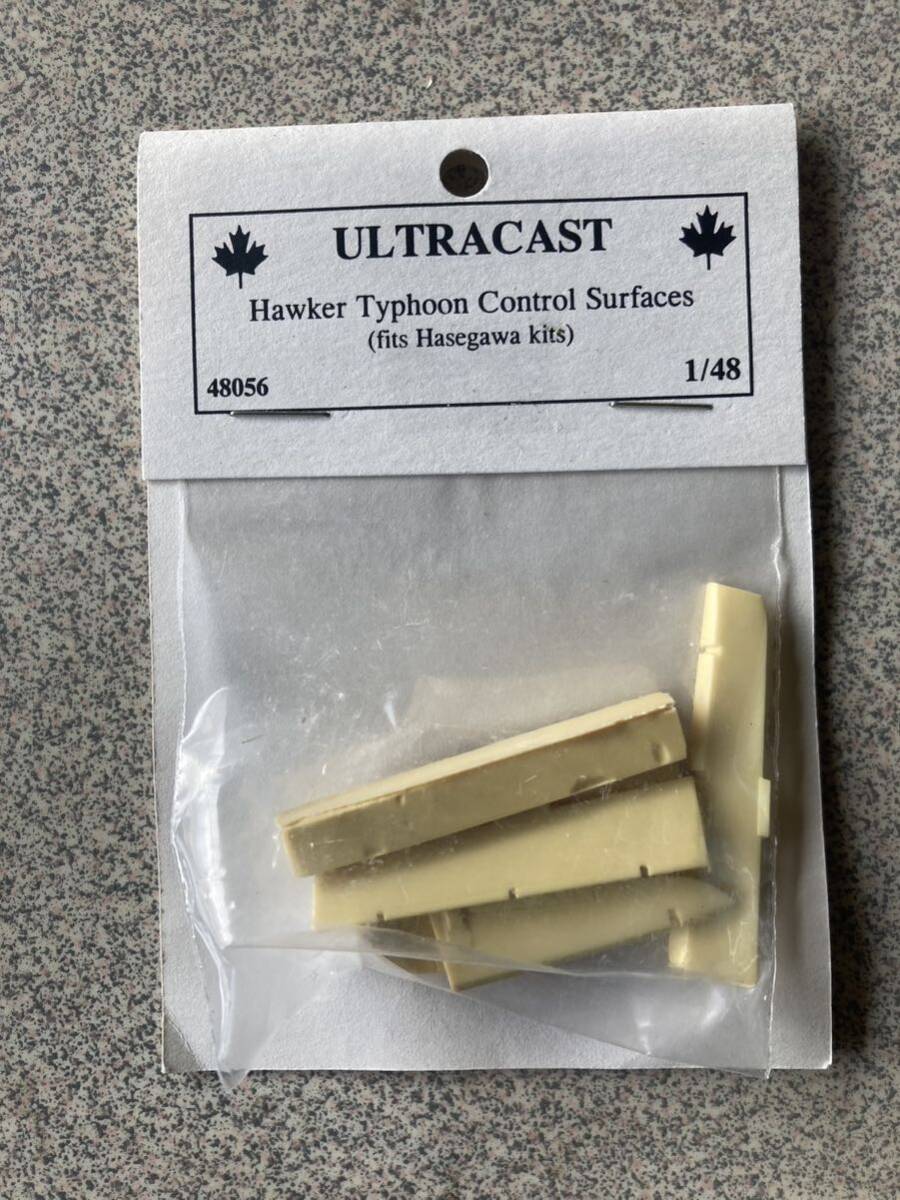 ULTRACAST
Hawker Typhoon Control Surfaces
(fits Hasegawa kits)
48056
1/48